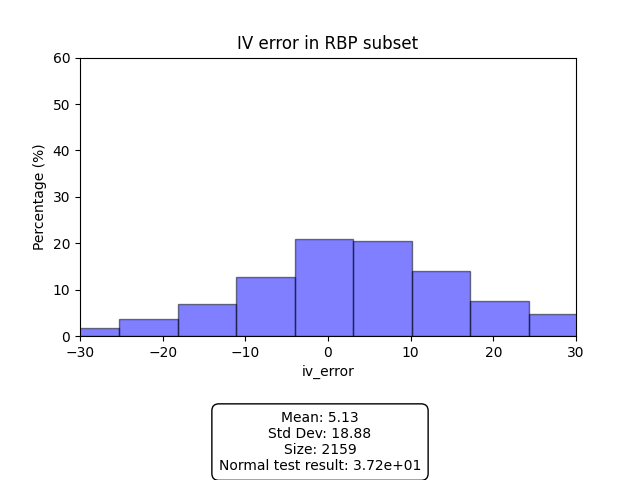 IV error in RBP subset
60
50
40
30
20
10
0
Percentage (%)
−30
−20
−10
0
10
20
30
iv_error
Mean: 5.13
Std Dev: 18.88
Size: 2159
Normal test result: 3.72e+01